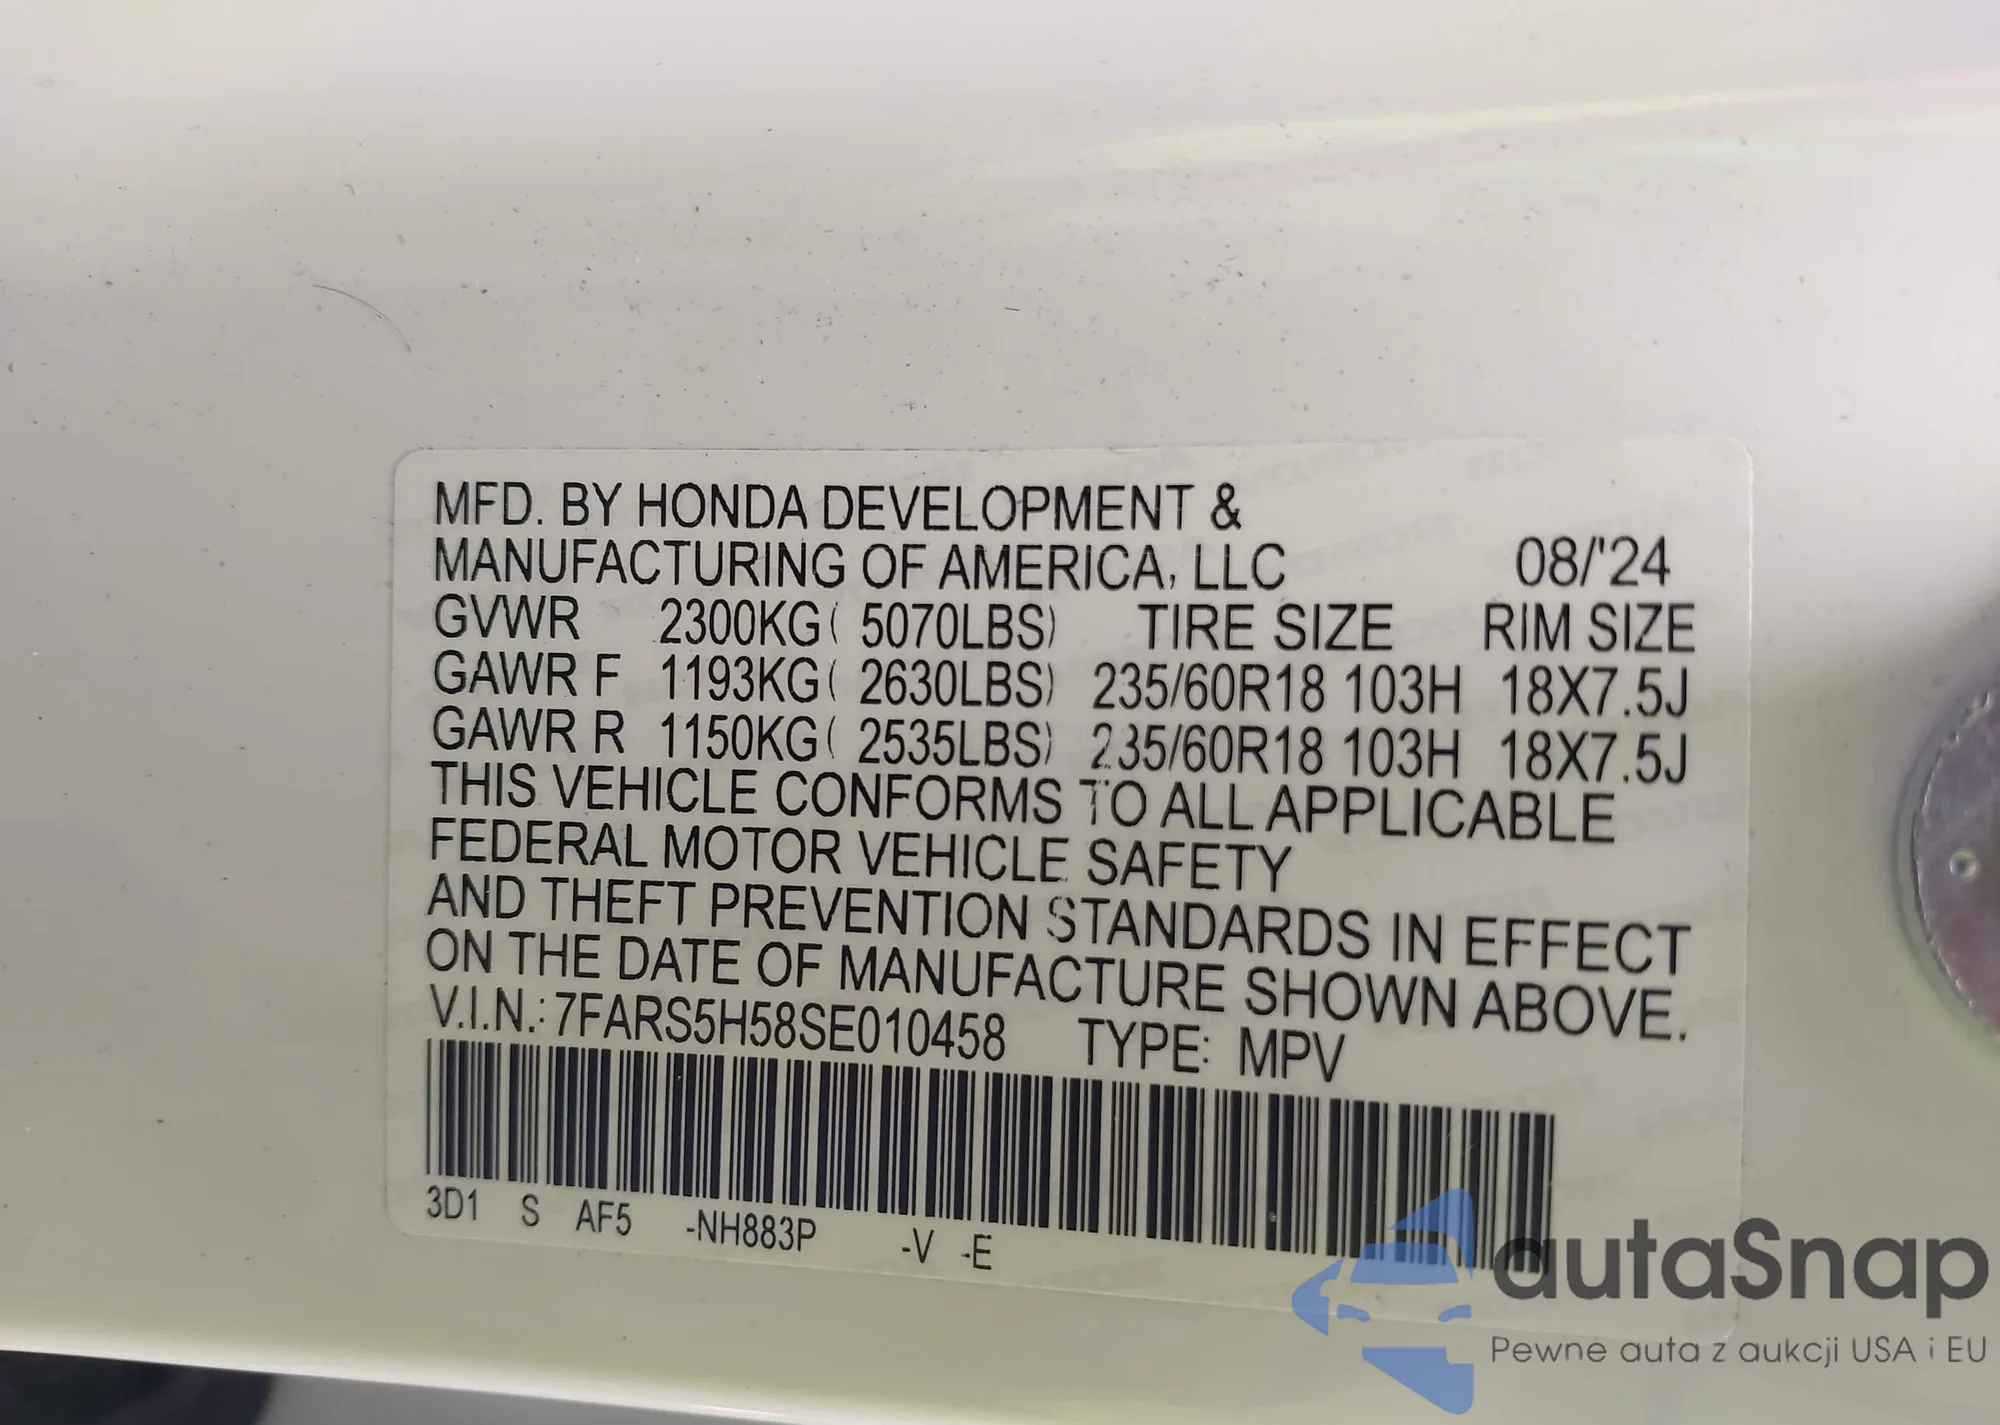 MFD. BY HONDA DEVELOPMENT &
MANUFACTURING OF AMERICA, LLC 08/'24
GVWR 2300KG( 5070LBS) TIRE SIZE RIM SIZE
GAWR F 1193KG( 2630LBS) 235/60R18 103H 18X7.5J
GAWR R 1150KG( 2535LBS) 235/60R18 103H 18X7.5J
THIS VEHICLE CONFORMS TO ALL APPLICABLE
FEDERAL MOTOR VEHICLE SAFETY
AND THEFT PREVENTION STANDARDS IN EFFECT
ON THE DATE OF MANUFACTURE SHOWN ABOVE.
V.I.N.: 7FARS5H58SE010458 TYPE: MPV
3D1 S AF5 -NH883P -V -E
autaSnap
Pewne auta z aukcji USA i EU